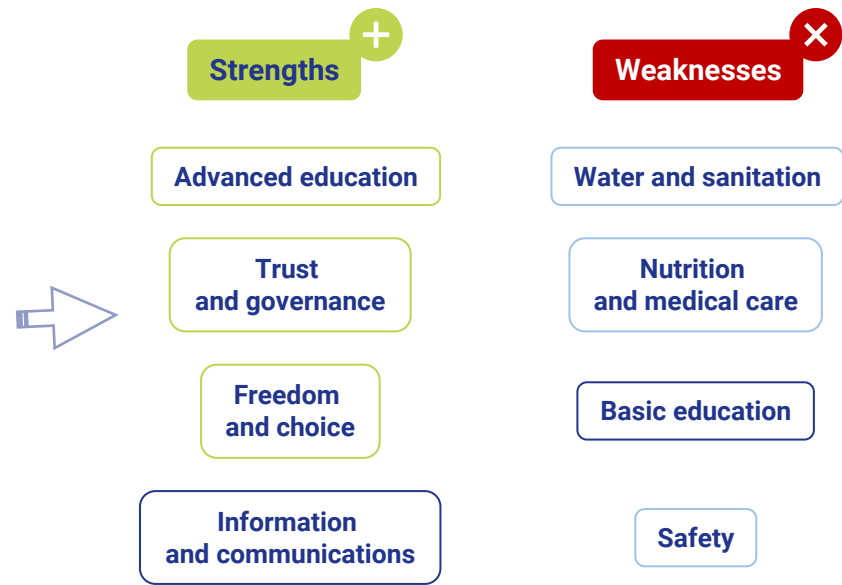 Strengths
Weaknesses
Advanced education
Water and sanitation
Trust
and governance
Nutrition
and medical care
Freedom
and choice
Basic education
Information
and communications
Safety